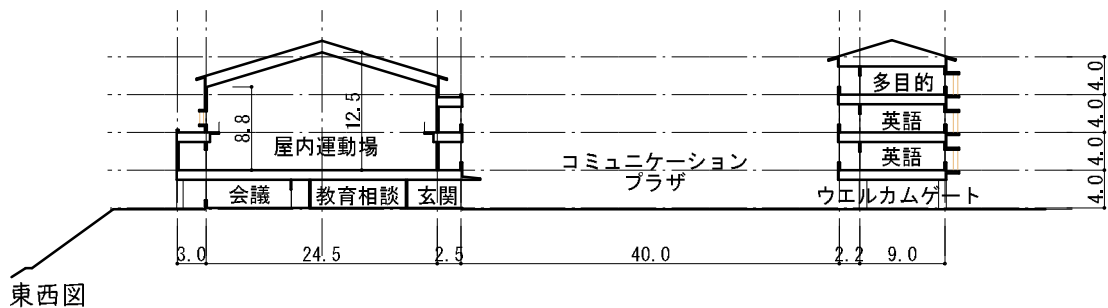 多目的
英語
英語
屋内運動場
8.8
12.5
コミュニケーション
プラザ
会議
教育相談
玄関
ウエルカムゲート
4.0
4.0
4.0
4.0
3.0
24.5
2.5
40.0
2.2
9.0
東西図